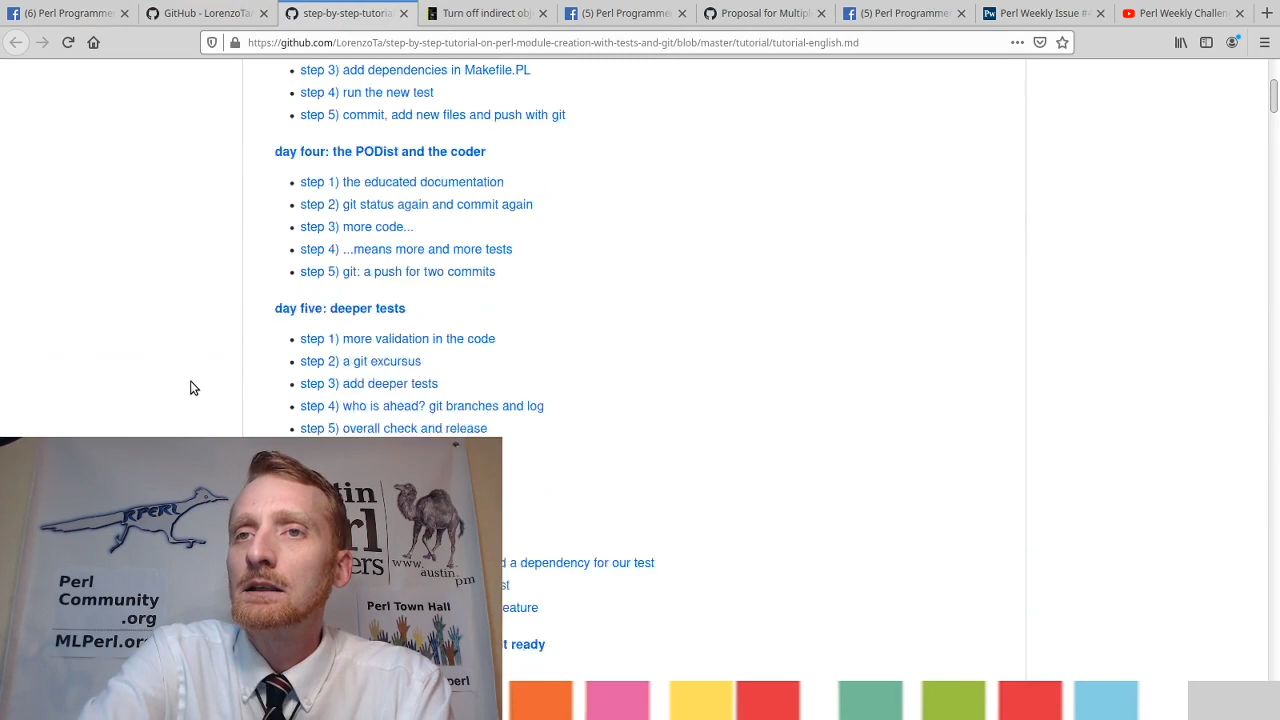 (6) Perl Programme
GitHub - LorenzoTa/
step-by-step-tutorial
Turn off indirect obj
(5) Perl Programme
Proposal for Multipl
(5) Perl Programme
Perl Weekly Issue #
Perl Weekly Challen
https://github.com/LorenzoTa/step-by-step-tutorial-on-perl-module-creation-with-tests-and-git/blob/master/tutorial/tutorial-english.md
step 3) add dependencies in Makefile.PL
step 4) run the new test
step 5) commit, add new files and push with git
day four: the PODist and the coder
step 1) the educated documentation
step 2) git status again and commit again
step 3) more code...
step 4) ...means more and more tests
step 5) git: a push for two commits
day five: deeper tests
step 1) more validation in the code
step 2) a git excursus
step 3) add deeper tests
step 4) who is ahead? git branches and log
step 5) overall check and release
d a dependency for our test
st
eature
t ready
RPERL
Perl
Community
.org
MLPerl.or
tin
erl
ers
www.
austin.
pm
Perl Town Hall
perl